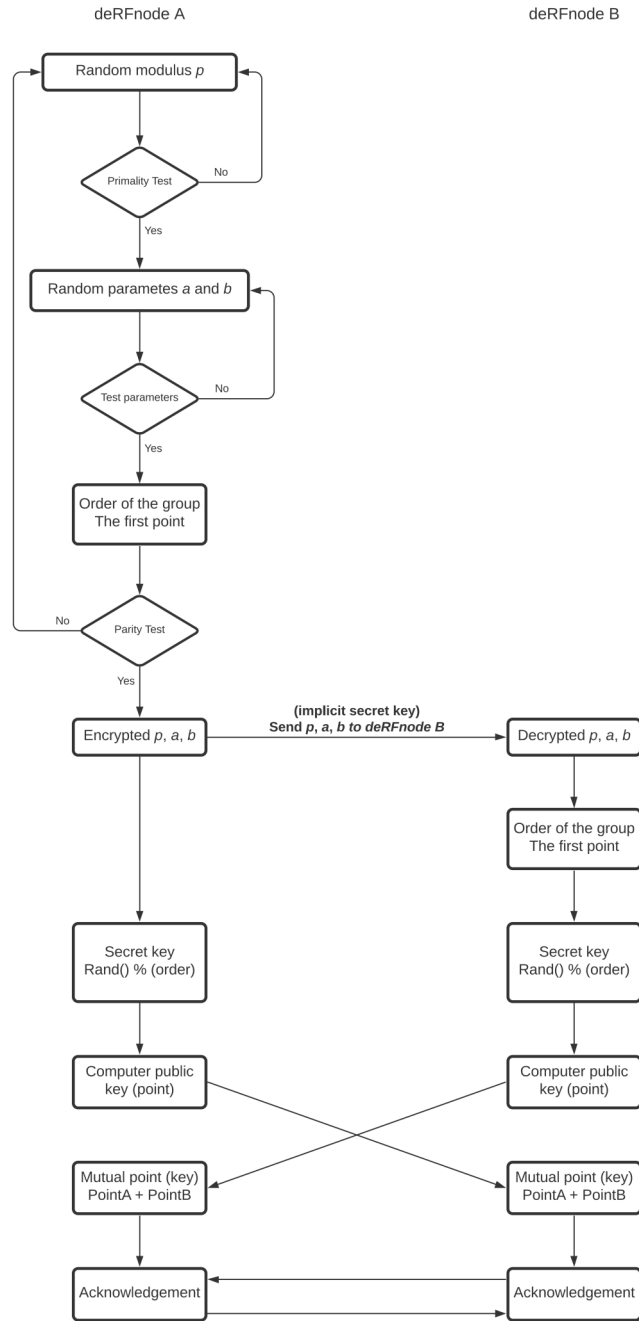 deRFnode A
deRFnode B
Random modulus p
Primality Test
No
Yes
Random parametes a and b
Test parameters
No
Yes
Order of the group
The first point
Parity Test
No
Yes
(implicit secret key)
Send p, a, b to deRFnode B
Encrypted p, a, b
Decrypted p, a, b
Order of the group
The first point
Secret key
Rand() % (order)
Secret key
Rand() % (order)
Computer public
key (point)
Computer public
key (point)
Mutual point (key)
PointA + PointB
Mutual point (key)
PointA + PointB
Acknowledgement
Acknowledgement